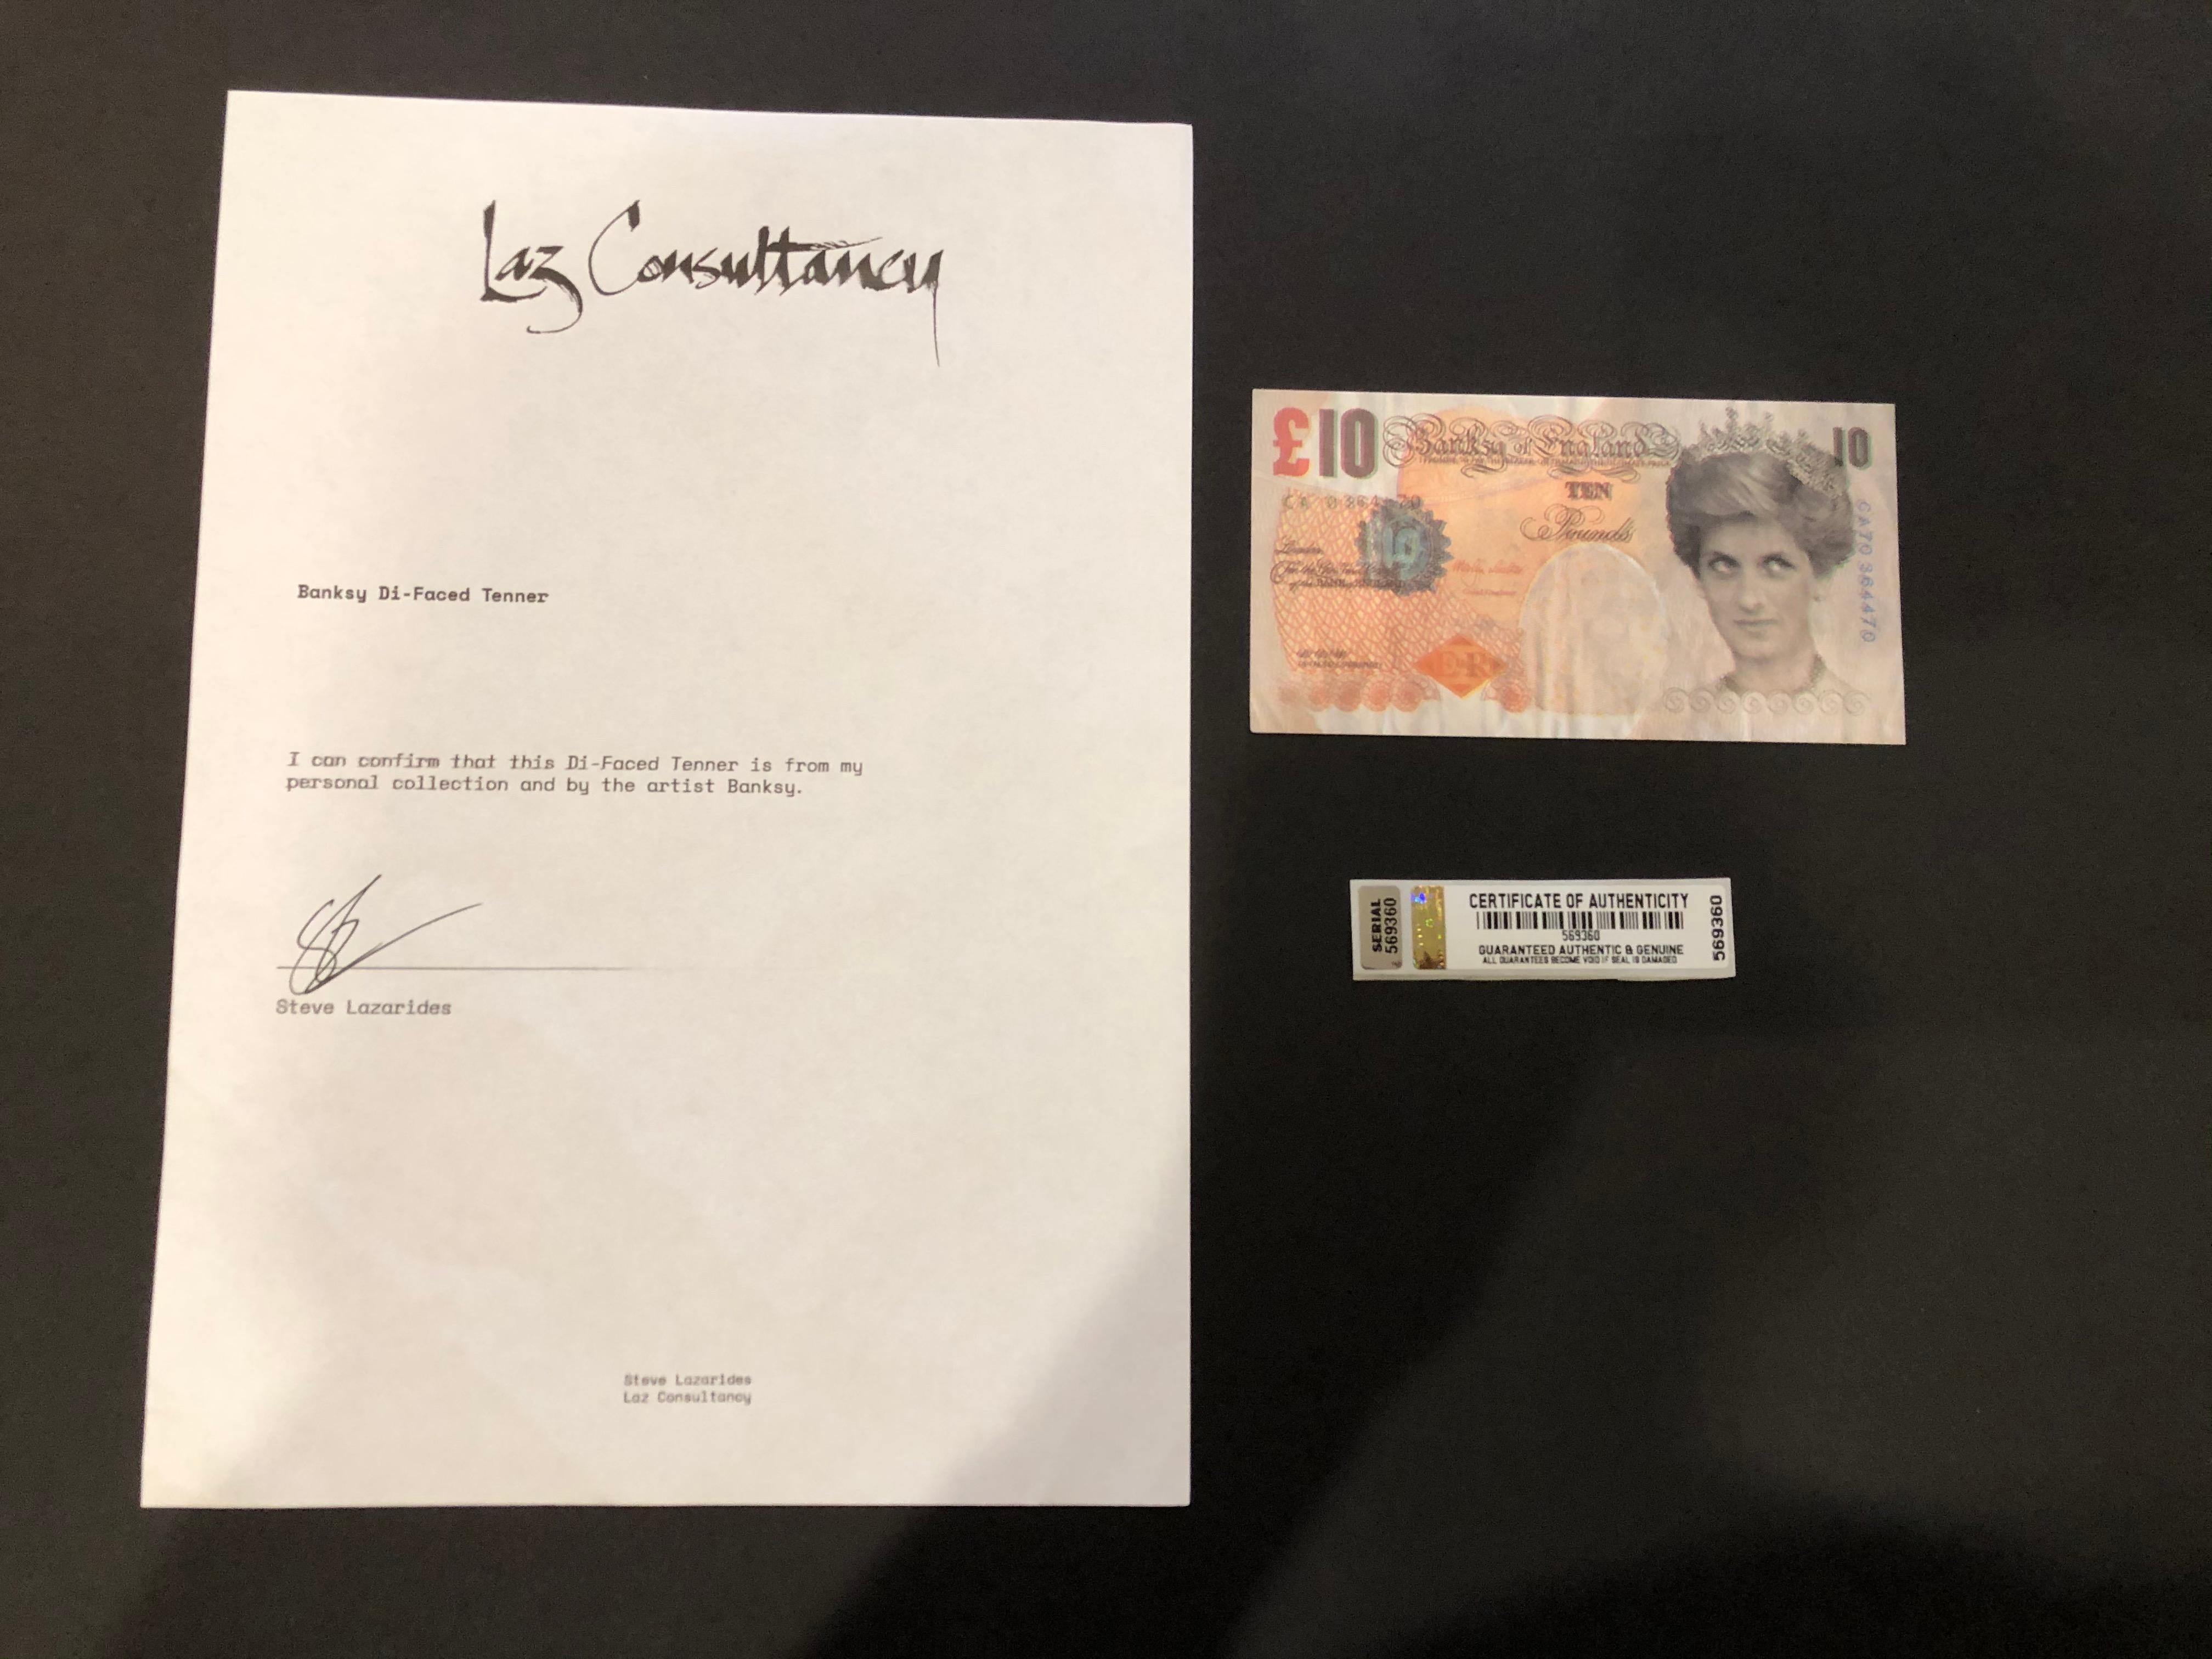 Laz Consultancy
Banksy Di-Faced Tenner
I can confirm that this Di-Faced Tenner is from my
personal collection and by the artist Banksy.
Steve Lazarides
Steve Lazarides
Laz Consultancy
£10 Banksy of England 10
TEN
Pounds
London
CERTIFICATE OF AUTHENTICITY
569360
GUARANTEED AUTHENTIC & GENUINE
ALL GUARANTEES BECOME VOID IF SEAL IS DAMAGED
SERIAL
569360
569360